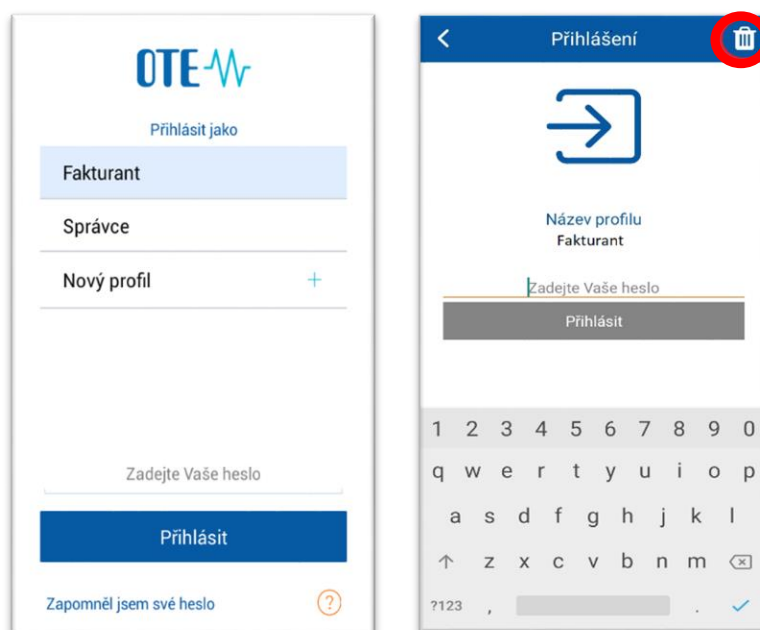 OTE
Přihlásit jako
Fakturant
Správce
Nový profil +
Zadejte Vaše heslo
Přihlásit
Zapomněl jsem své heslo ?
Přihlášení
Název profilu
Fakturant
Zadejte Vaše heslo
Přihlásit
1 2 3 4 5 6 7 8 9 0
q w e r t y u i o p
a s d f g h j k l
z x c v b n m
?123 , .